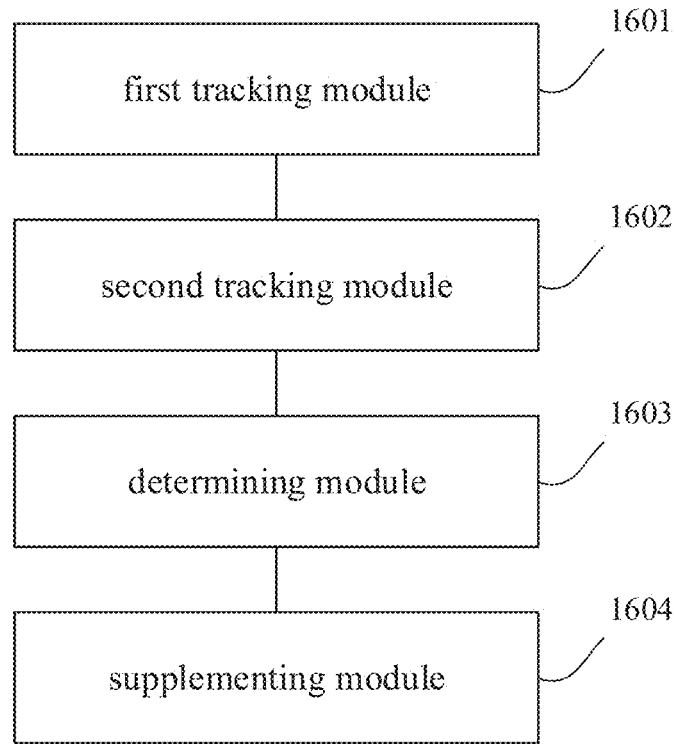 1601
first tracking module
1602
second tracking module
1603
determining module
1604
supplementing module